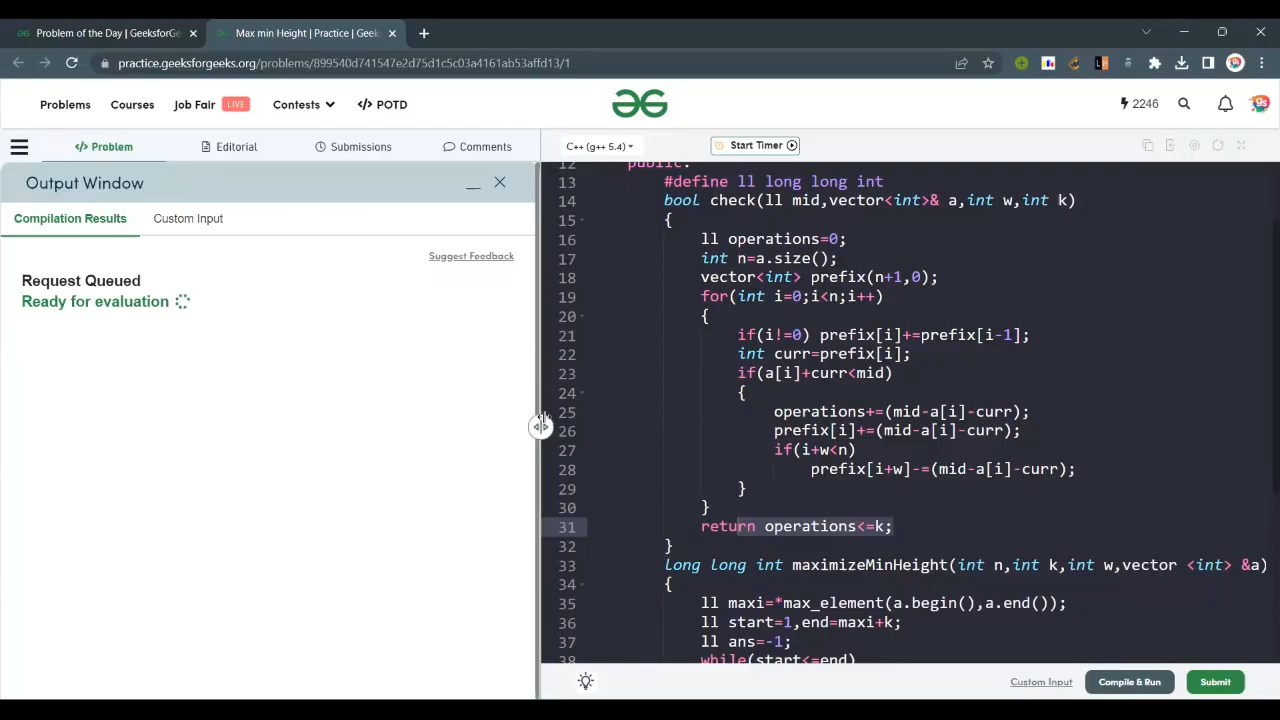 Problem of the Day | GeeksforGe
Max min Height | Practice | Geek
practice.geeksforgeeks.org/problems/899540d741547e2d75d1c5c03a4161ab53affd13/1
Problems
Courses
Job Fair
LIVE
Contests
</> POTD
2246
</> Problem
Editorial
Submissions
Comments
C++ (g++ 5.4)
Start Timer
Output Window
Compilation Results
Custom Input
Suggest Feedback
Request Queued
Ready for evaluation
12 public:
13 #define ll long long int
14 bool check(ll mid,vector<int>& a,int w,int k)
15 {
16 ll operations=0;
17 int n=a.size();
18 vector<int> prefix(n+1,0);
19 for(int i=0;i<n;i++)
20 {
21 if(i!=0) prefix[i]+=prefix[i-1];
22 int curr=prefix[i];
23 if(a[i]+curr<mid)
24 {
25 operations+=(mid-a[i]-curr);
26 prefix[i]+=(mid-a[i]-curr);
27 if(i+w<n)
28 prefix[i+w]-=(mid-a[i]-curr);
29 }
30 }
31 return operations<=k;
32 }
33 long long int maximizeMinHeight(int n,int k,int w,vector <int> &a)
34 {
35 ll maxi=*max_element(a.begin(),a.end());
36 ll start=1,end=maxi+k;
37 ll ans=-1;
38 while(start<=end)
Custom Input
Compile & Run
Submit